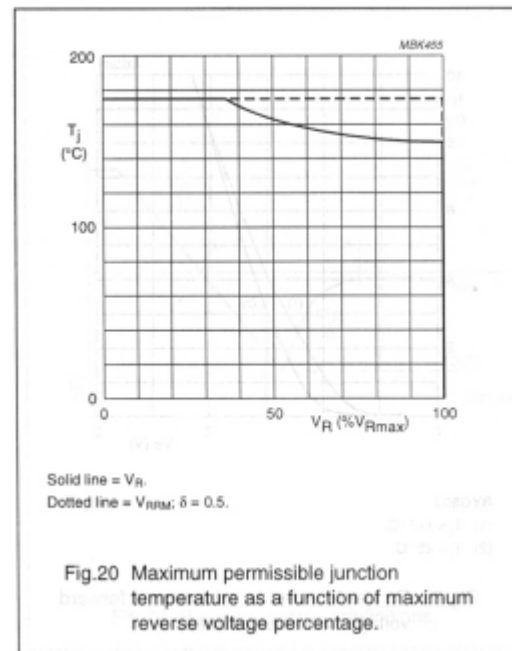 MBK455
200
Tj
(°C)
100
0
0
50
100
VR (%VRmax)
Solid line = VR.
Dotted line = VRRM; δ = 0.5.
Fig.20 Maximum permissible junction
temperature as a function of maximum
reverse voltage percentage.